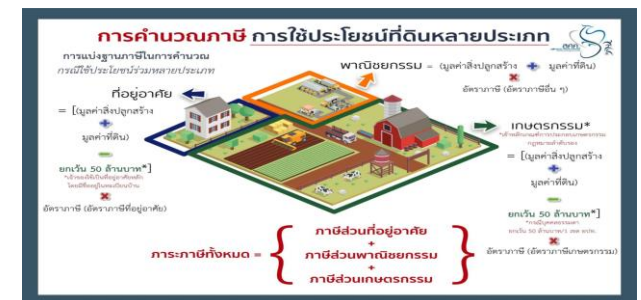 การคำนวณภาษี การใช้ประโยชน์ที่ดินหลายประเภท
สศค
การแบ่งฐานภาษีในการคำนวณ
กรณีใช้ประโยชน์ร่วมหลายประเภท
พาณิชยกรรม = (มูลค่าสิ่งปลูกสร้าง + มูลค่าที่ดิน)
×
อัตราภาษี (อัตราภาษีอื่น ๆ)
ที่อยู่อาศัย
= [(มูลค่าสิ่งปลูกสร้าง
+
มูลค่าที่ดิน)
−
ยกเว้น 50 ล้านบาท*]
×
อัตราภาษี (อัตราภาษีที่อยู่อาศัย)
เกษตรกรรม*
= [(มูลค่าสิ่งปลูกสร้าง
+
มูลค่าที่ดิน)
−
ยกเว้น 50 ล้านบาท*]
×
อัตราภาษี (อัตราภาษีเกษตรกรรม)
ภาระภาษีทั้งหมด =
ภาษีส่วนที่อยู่อาศัย
+
ภาษีส่วนพาณิชยกรรม
+
ภาษีส่วนเกษตรกรรม